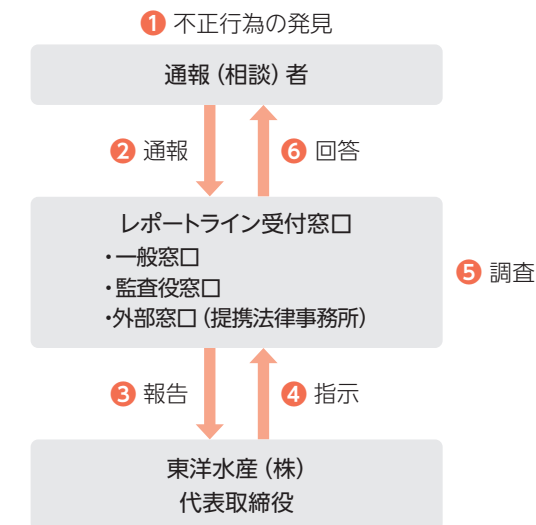 ❶ 不正行為の発見
通報（相談）者
❷ 通報
❻ 回答
レポートライン受付窓口
・一般窓口
・監査役窓口
・外部窓口（提携法律事務所）
❺ 調査
❸ 報告
❹ 指示
東洋水産（株）
代表取締役